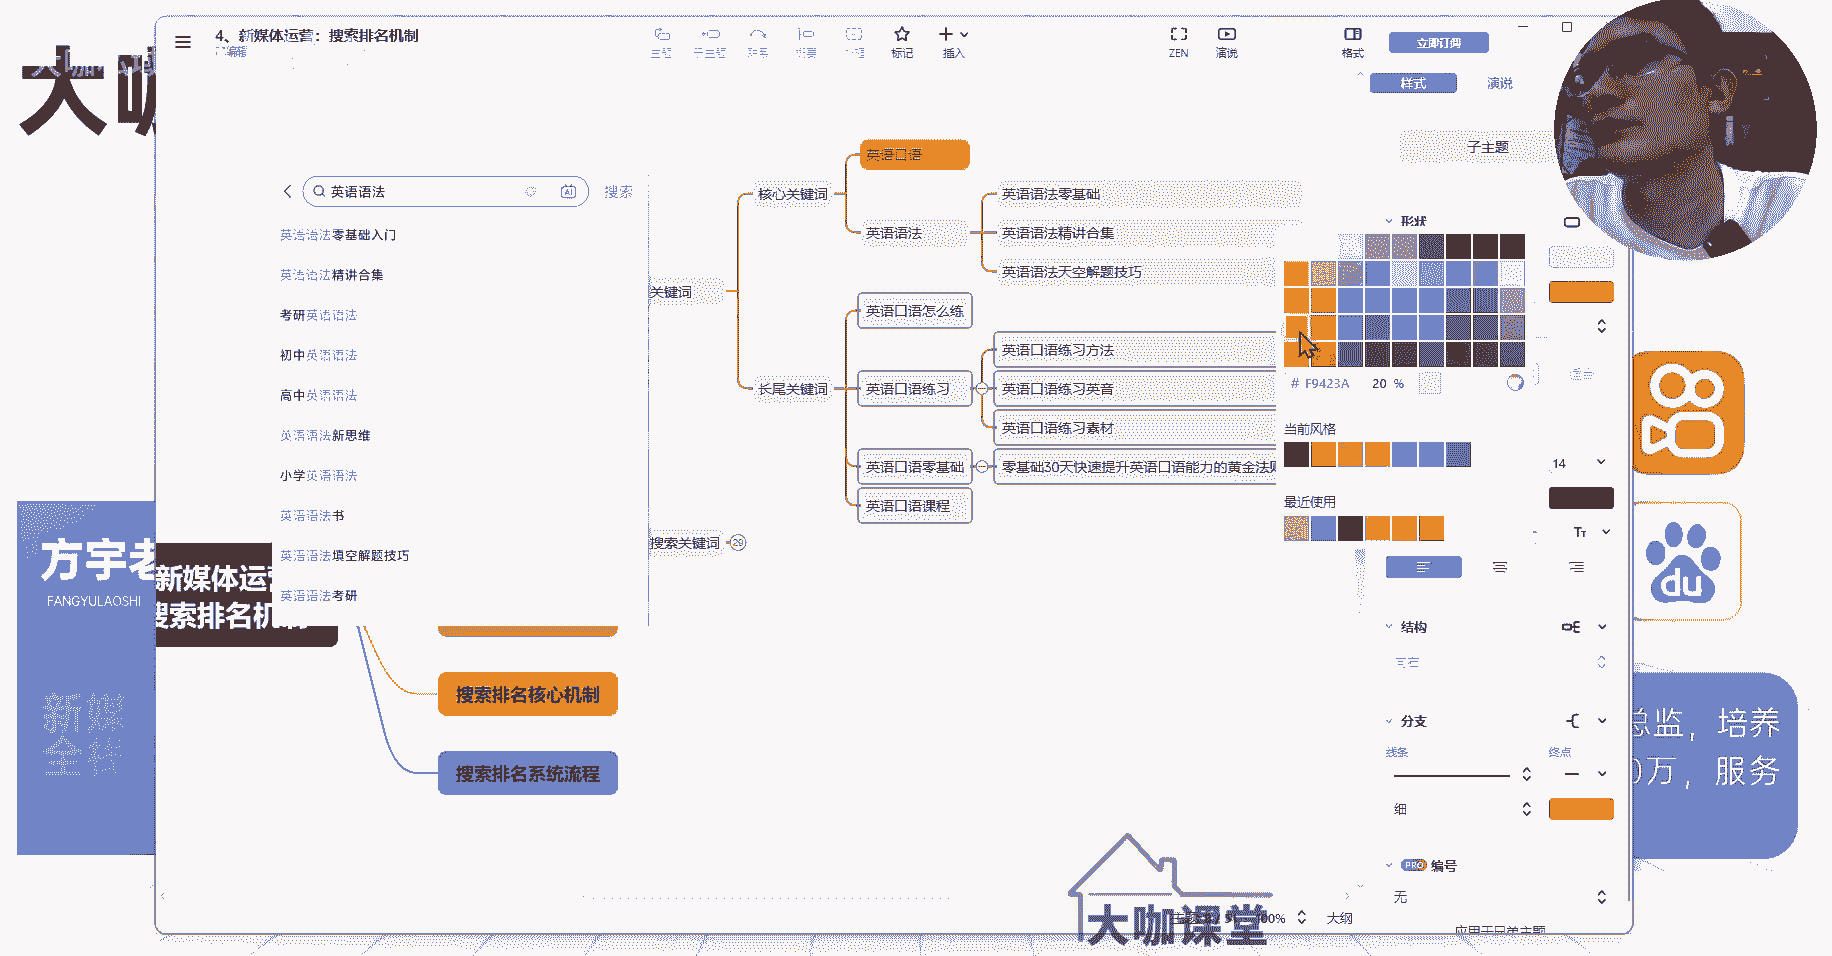 大咖
4、新媒体运营：搜索排名机制
已编辑
主题
子主题
联系
概要
标记
插入
ZEN
演说
格式
立即订阅
样式
演说
子主题
形状
英语语法
搜索
英语语法零基础入门
英语语法精讲合集
考研英语语法
初中英语语法
高中英语语法
英语语法新思维
小学英语语法
英语语法书
英语语法填空解题技巧
英语语法考研
关键词
核心关键词
英语口语
英语语法
英语语法零基础
英语语法精讲合集
英语语法天空解题技巧
长尾关键词
英语口语怎么练
英语口语练习
英语口语练习方法
英语口语练习英音
英语口语练习素材
英语口语零基础
零基础30天快速提升英语口语能力的黄金法则
英语口语课程
搜索关键词
29
# F9423A
20 %
当前风格
最近使用
14
结构
分支
线条
终点
细
PRO 编号
无
应用于兄弟主题
100%
大纲
方宇老
FANGYULAOSHI
新媒体运营
搜索排名机制
搜索排名核心机制
搜索排名系统流程
新媒
全栈
du
总监，培养
0万，服务
大咖课堂